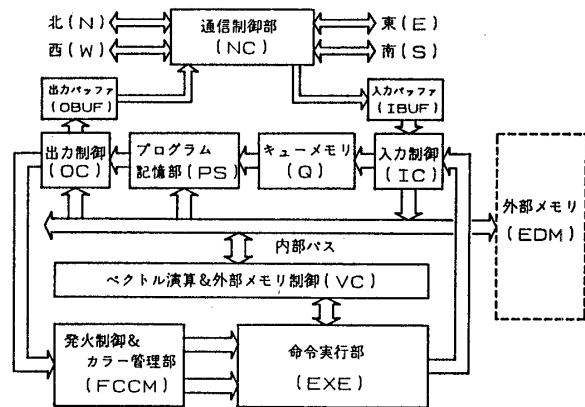 北(N)
通信制御部
(NC)
東(E)
西(W)
南(S)
出力バッファ
(OBUF)
入力バッファ
(IBUF)
出力制御
(OC)
プログラム
記憶部(PS)
キューメモリ
(Q)
入力制御
(IC)
外部メモリ
(EDM)
内部バス
ベクトル演算&外部メモリ制御(VC)
発火制御&
カラー管理部
(FCCM)
命令実行部
(EXE)